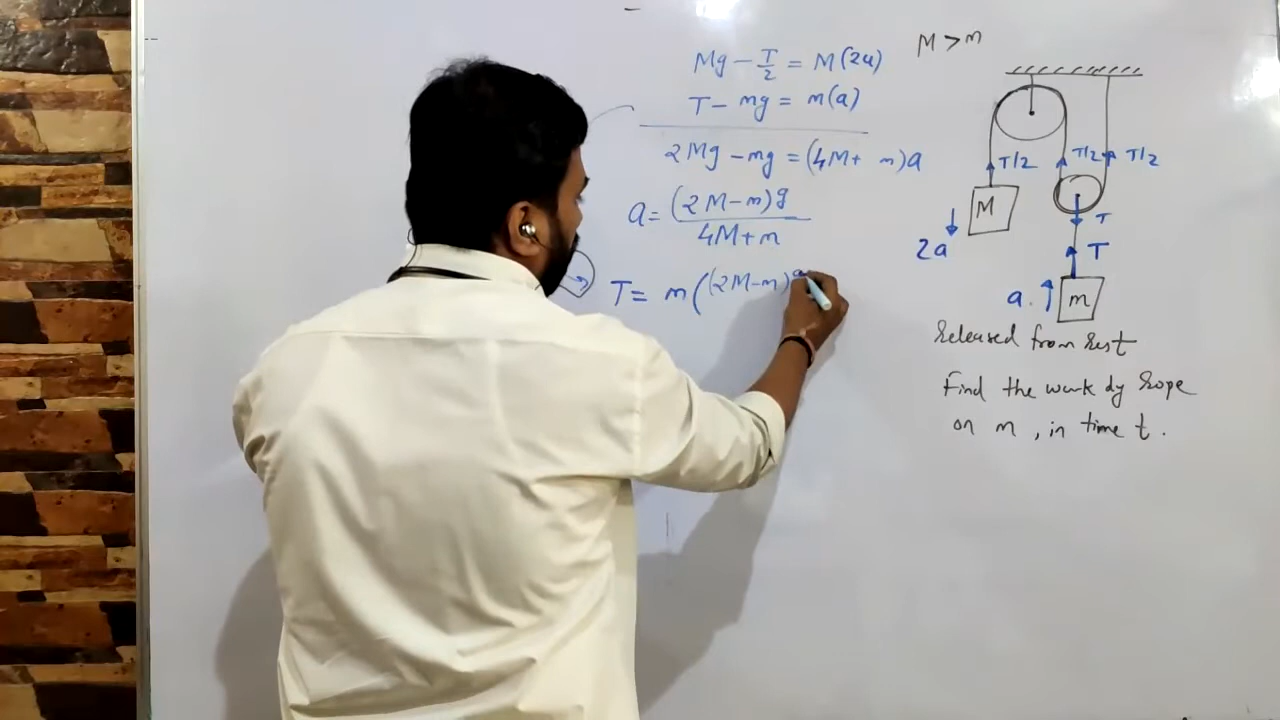 Mg - T/2 = M(2a)
T - mg = m(a)
2Mg - mg = (4M + m)a
a = (2M - m)g / 4M + m
T = m((2M - m)g
M > m
T/2 T/2 T/2
M
T
2a
T
a.
m
Released from rest
Find the work dy rope
on m, in time t.